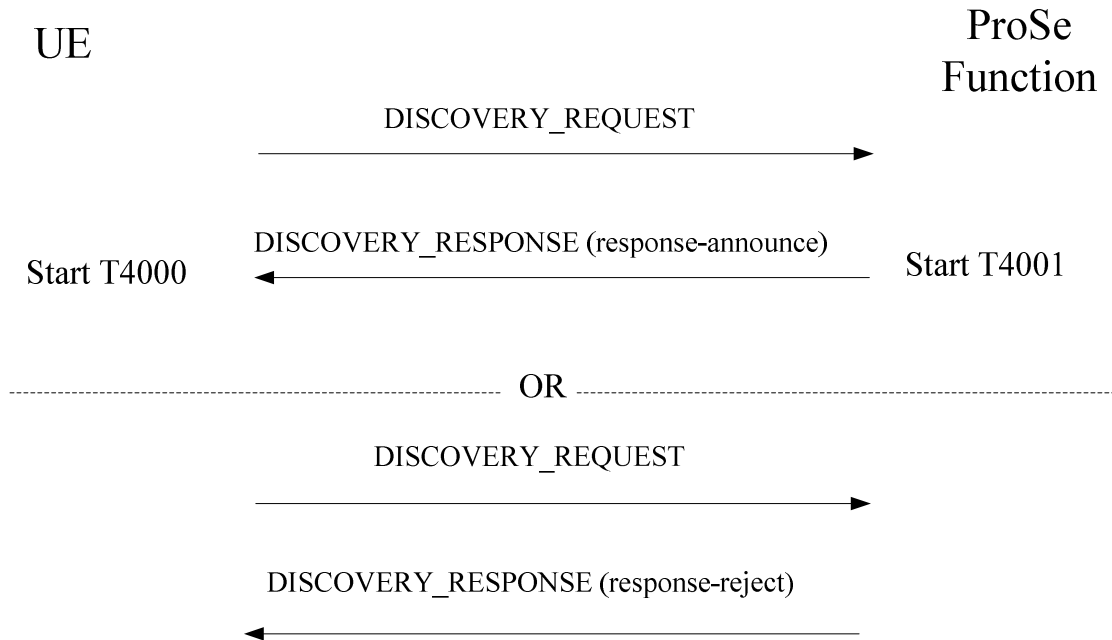 UE
ProSe
Function
DISCOVERY_REQUEST
DISCOVERY_RESPONSE (response-announce)
Start T4000
Start T4001
OR
DISCOVERY_REQUEST
DISCOVERY_RESPONSE (response-reject)